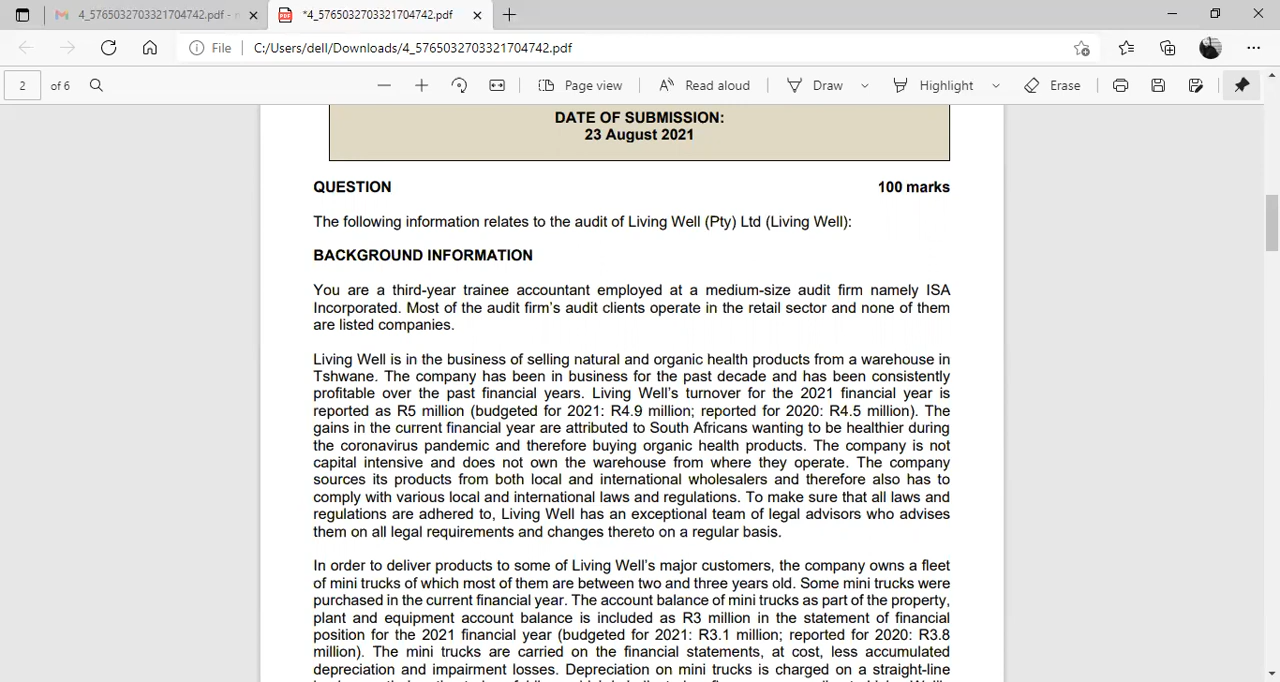 4_5765032703321704742.pdf -
*4_5765032703321704742.pdf
File C:/Users/dell/Downloads/4_5765032703321704742.pdf
2 of 6 Page view Read aloud Draw Highlight Erase
DATE OF SUBMISSION:
23 August 2021
QUESTION 100 marks
The following information relates to the audit of Living Well (Pty) Ltd (Living Well):
BACKGROUND INFORMATION
You are a third-year trainee accountant employed at a medium-size audit firm namely ISA
Incorporated. Most of the audit firm's audit clients operate in the retail sector and none of them
are listed companies.
Living Well is in the business of selling natural and organic health products from a warehouse in
Tshwane. The company has been in business for the past decade and has been consistently
profitable over the past financial years. Living Well's turnover for the 2021 financial year is
reported as R5 million (budgeted for 2021: R4.9 million; reported for 2020: R4.5 million). The
gains in the current financial year are attributed to South Africans wanting to be healthier during
the coronavirus pandemic and therefore buying organic health products. The company is not
capital intensive and does not own the warehouse from where they operate. The company
sources its products from both local and international wholesalers and therefore also has to
comply with various local and international laws and regulations. To make sure that all laws and
regulations are adhered to, Living Well has an exceptional team of legal advisors who advises
them on all legal requirements and changes thereto on a regular basis.
In order to deliver products to some of Living Well's major customers, the company owns a fleet
of mini trucks of which most of them are between two and three years old. Some mini trucks were
purchased in the current financial year. The account balance of mini trucks as part of the property,
plant and equipment account balance is included as R3 million in the statement of financial
position for the 2021 financial year (budgeted for 2021: R3.1 million; reported for 2020: R3.8
million). The mini trucks are carried on the financial statements, at cost, less accumulated
depreciation and impairment losses. Depreciation on mini trucks is charged on a straight-line